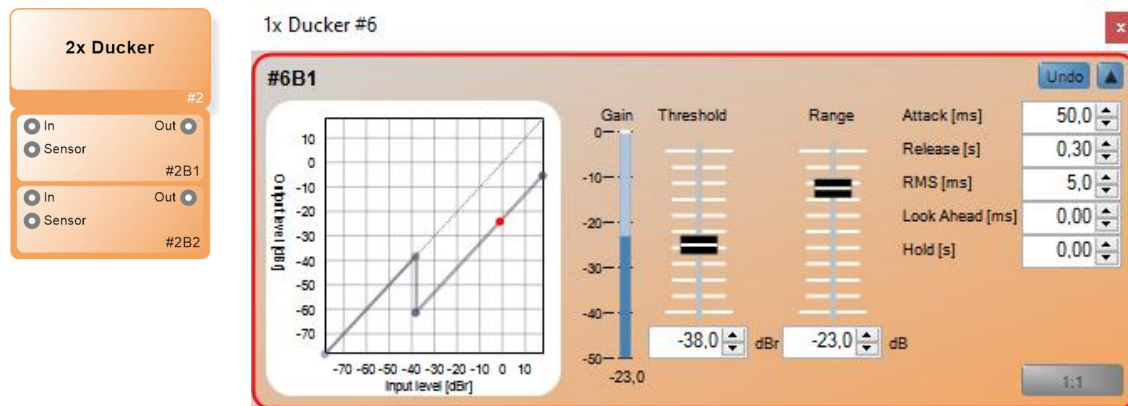 2x Ducker
#2
In Out
Sensor
#2B1
In Out
Sensor
#2B2
1x Ducker #6
x
#6B1
Undo
Output level [dBr]
10
0
-10
-20
-30
-40
-50
-60
-70
-70 -60 -50 -40 -30 -20 -10 0 10
Input level [dBr]
Gain
0
-10
-20
-30
-40
-50
-23,0
Threshold
-38,0 dBr
Range
-23,0 dB
Attack [ms] 50,0
Release [s] 0,30
RMS [ms] 5,0
Look Ahead [ms] 0,00
Hold [s] 0,00
1:1